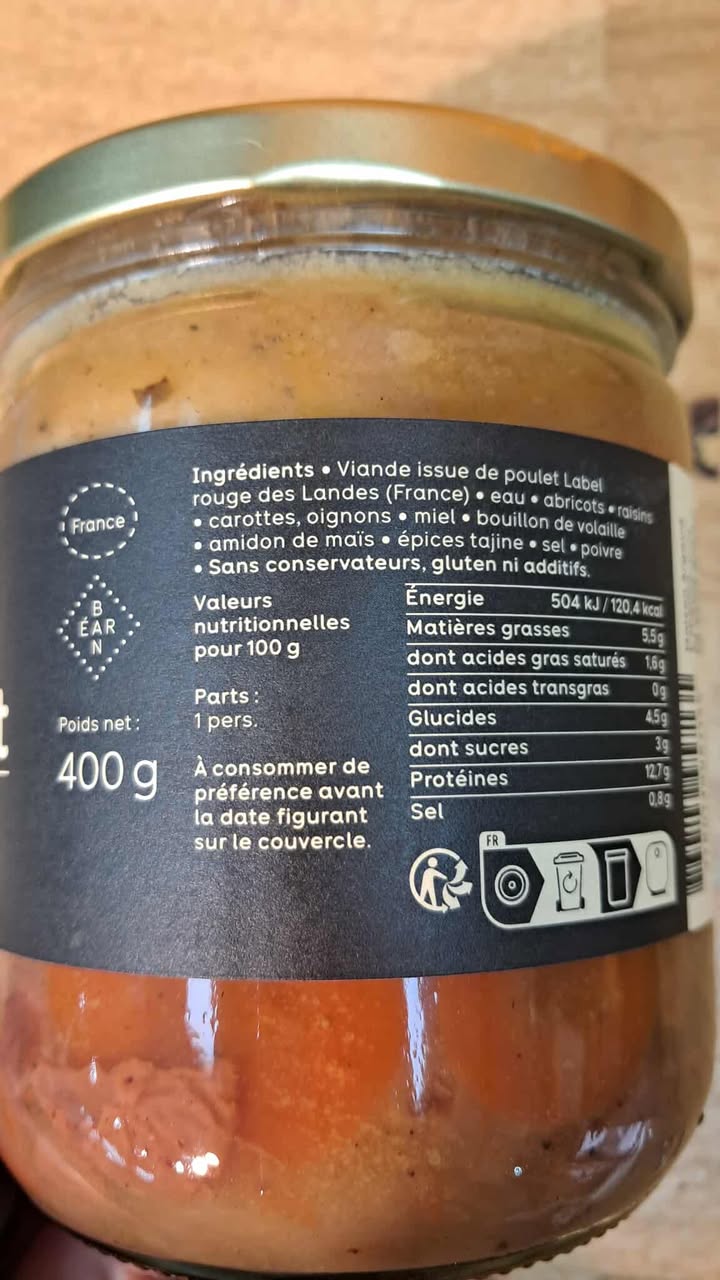 Ingrédients • Viande issue de poulet Label
rouge des Landes (France) • eau • abricots • raisins
• carottes, oignons • miel • bouillon de volaille
• amidon de maïs • épices tajine • sel • poivre
• Sans conservateurs, gluten ni additifs.
France
B
ÉAR
N
Poids net :
400 g
Valeurs
nutritionnelles
pour 100 g
Parts :
1 pers.
À consommer de
préférence avant
la date figurant
sur le couvercle.
Énergie 504 kJ / 120,4 kcal
Matières grasses 5,5g
dont acides gras saturés 1,6g
dont acides transgras 0g
Glucides 4,5g
dont sucres 3g
Protéines 12,7g
Sel 0,8g
FR
t